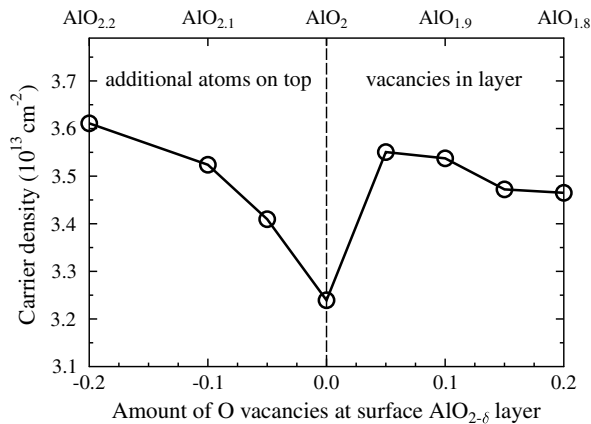 AlO₂.₂ AlO₂.₁ AlO₂ AlO₁.₉ AlO₁.₈
additional atoms on top vacancies in layer
3.7
3.6
3.5
3.4
3.3
3.2
3.1
Carrier density (10¹³ cm⁻²)
-0.2 -0.1 0.0 0.1 0.2
Amount of O vacancies at surface AlO₂₋δ layer